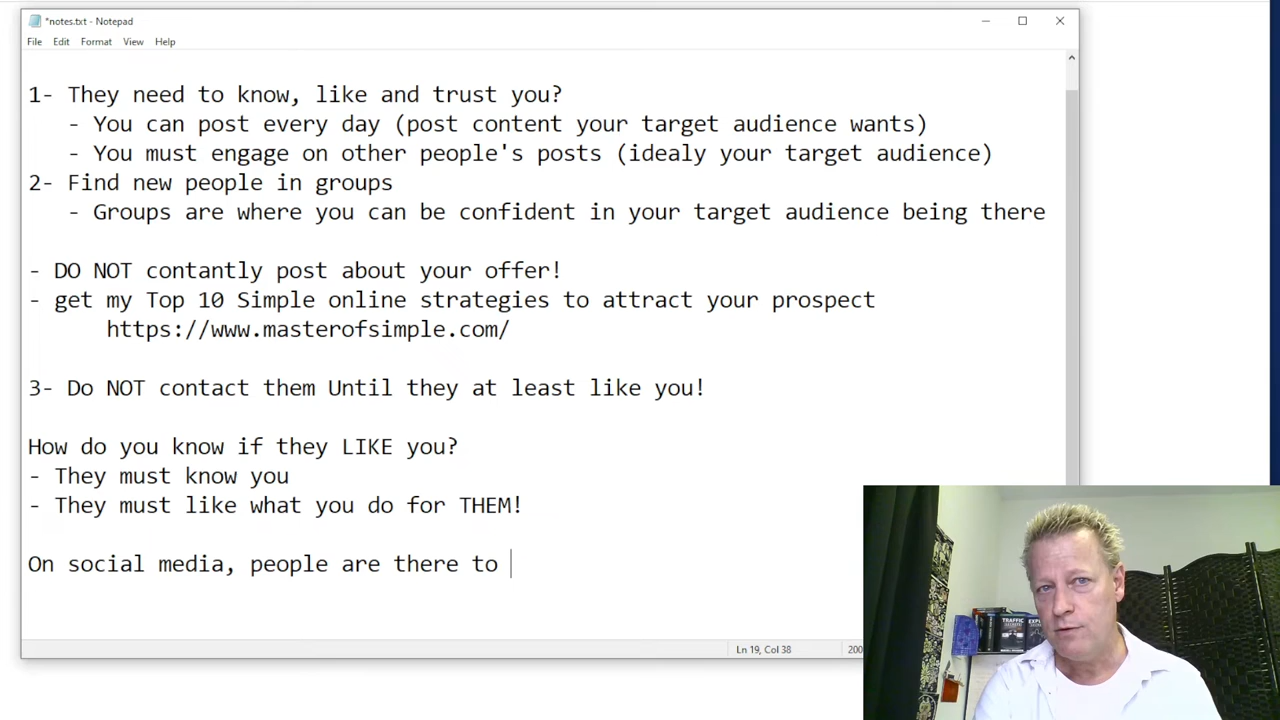 *notes.txt - Notepad
File Edit Format View Help
1- They need to know, like and trust you?
- You can post every day (post content your target audience wants)
- You must engage on other people's posts (idealy your target audience)
2- Find new people in groups
- Groups are where you can be confident in your target audience being there
- DO NOT contantly post about your offer!
- get my Top 10 Simple online strategies to attract your prospect
https://www.masterofsimple.com/
3- Do NOT contact them Until they at least like you!
How do you know if they LIKE you?
- They must know you
- They must like what you do for THEM!
On social media, people are there to
Ln 19, Col 38
200
TRAFFIC